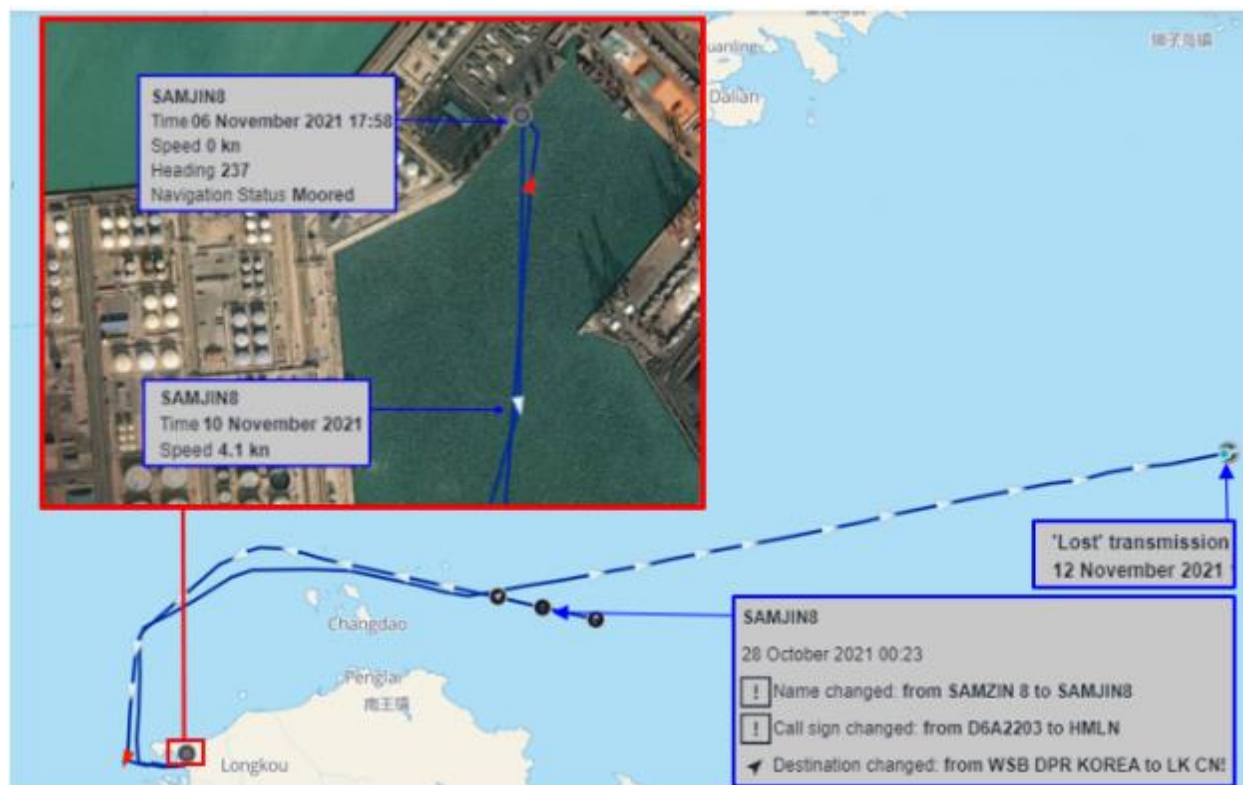 SAMJIN8
Time 06 November 2021 17:58
Speed 0 kn
Heading 237
Navigation Status Moored
SAMJIN8
Time 10 November 2021
Speed 4.1 kn
uanling
Dalian
'Lost' transmission
12 November 2021
Changdao
Penglai
Longkou
SAMJIN8
28 October 2021 00:23
! Name changed: from SAMZIN 8 to SAMJIN8
! Call sign changed: from D6A2203 to HMLN
Destination changed: from WSB DPR KOREA to LK CN!